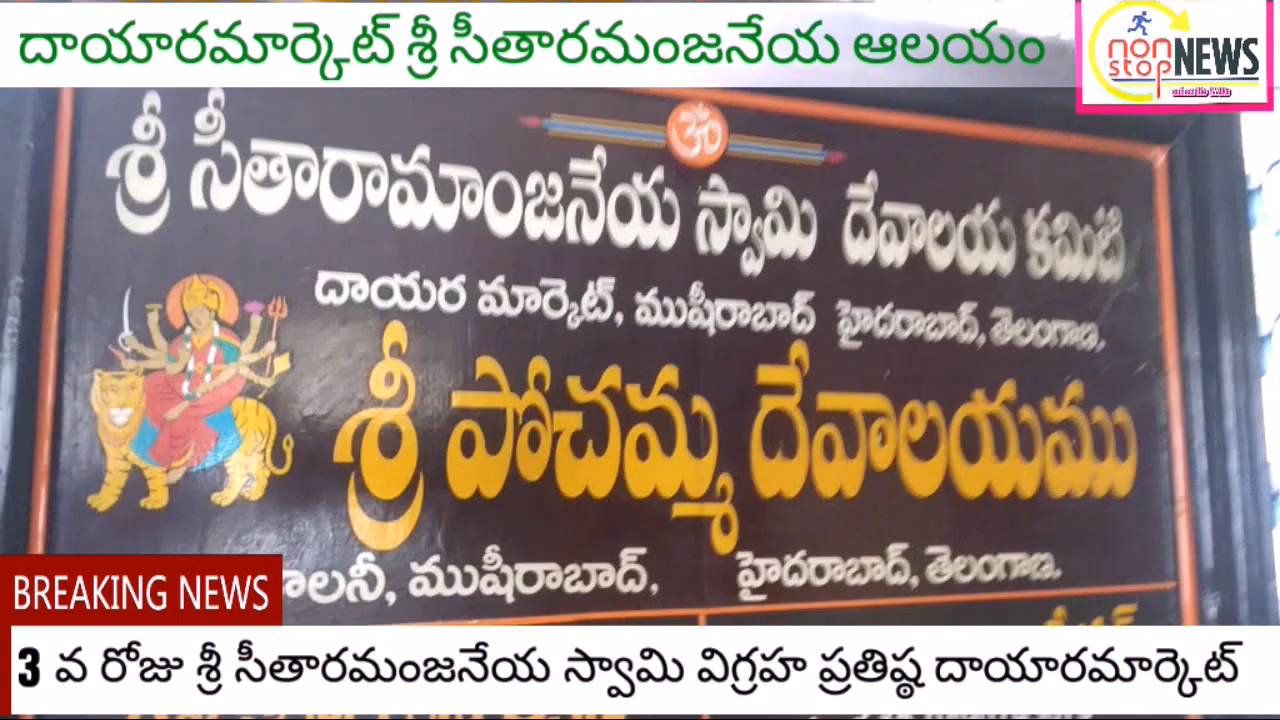 దాయారమార్కెట్ శ్రీ సీతారమంజనేయ ఆలయం
non stop NEWS
ఓం
శ్రీ సీతారామాంజనేయ స్వామి దేవాలయ కమిటి
దాయర మార్కెట్, ముషీరాబాద్ హైదరాబాద్, తెలంగాణ.
శ్రీ పోచమ్మ దేవాలయము
ాలనీ, ముషీరాబాద్, హైదరాబాద్, తెలంగాణ.
BREAKING NEWS
3 వ రోజు శ్రీ సీతారమంజనేయ స్వామి విగ్రహ ప్రతిష్ఠ దాయారమార్కెట్